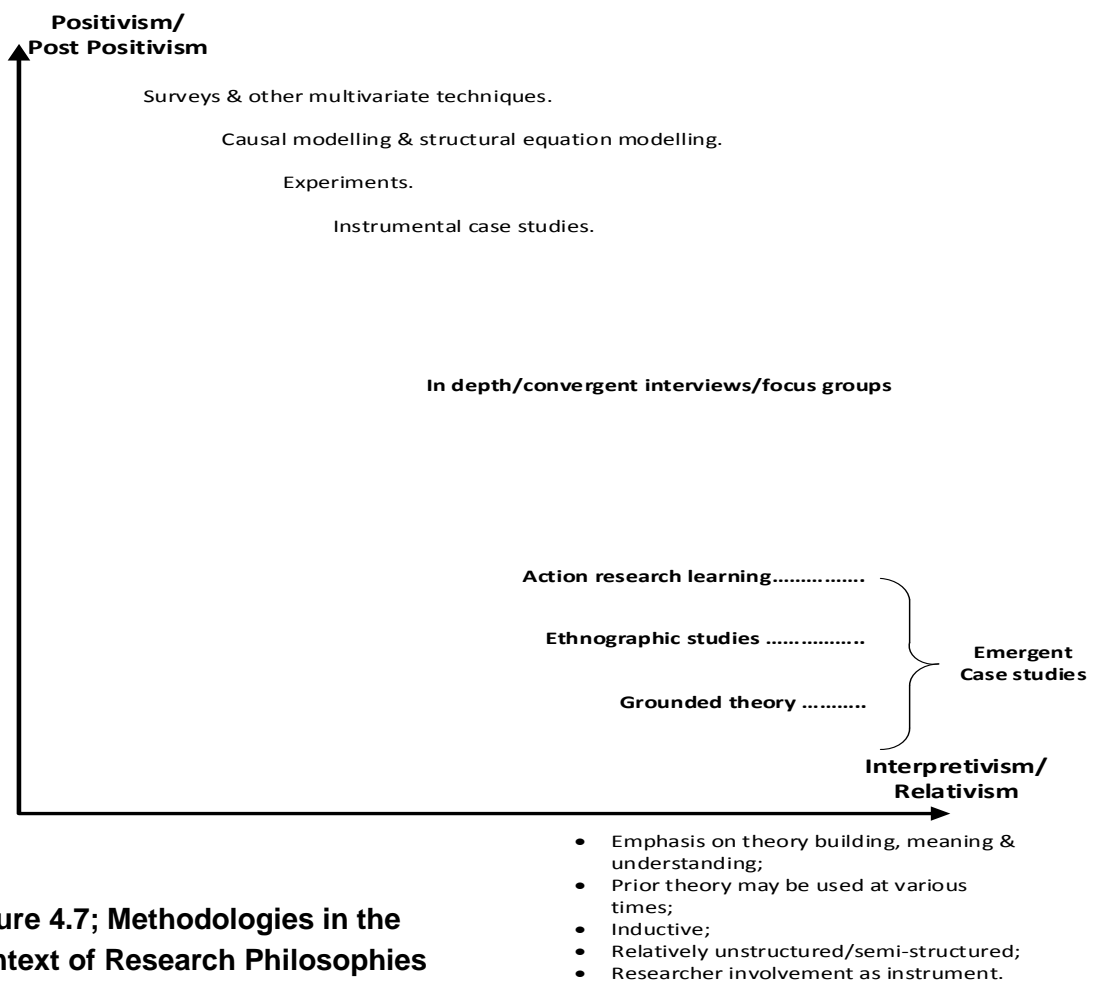 Positivism/
Post Positivism
Surveys & other multivariate techniques.
Causal modelling & structural equation modelling.
Experiments.
Instrumental case studies.
In depth/convergent interviews/focus groups
Action research learning................
Ethnographic studies .................
Grounded theory ...........
Emergent
Case studies
Interpretivism/
Relativism
• Emphasis on theory building, meaning &
understanding;
• Prior theory may be used at various
times;
• Inductive;
• Relatively unstructured/semi-structured;
• Researcher involvement as instrument.
ure 4.7; Methodologies in the
ntext of Research Philosophies